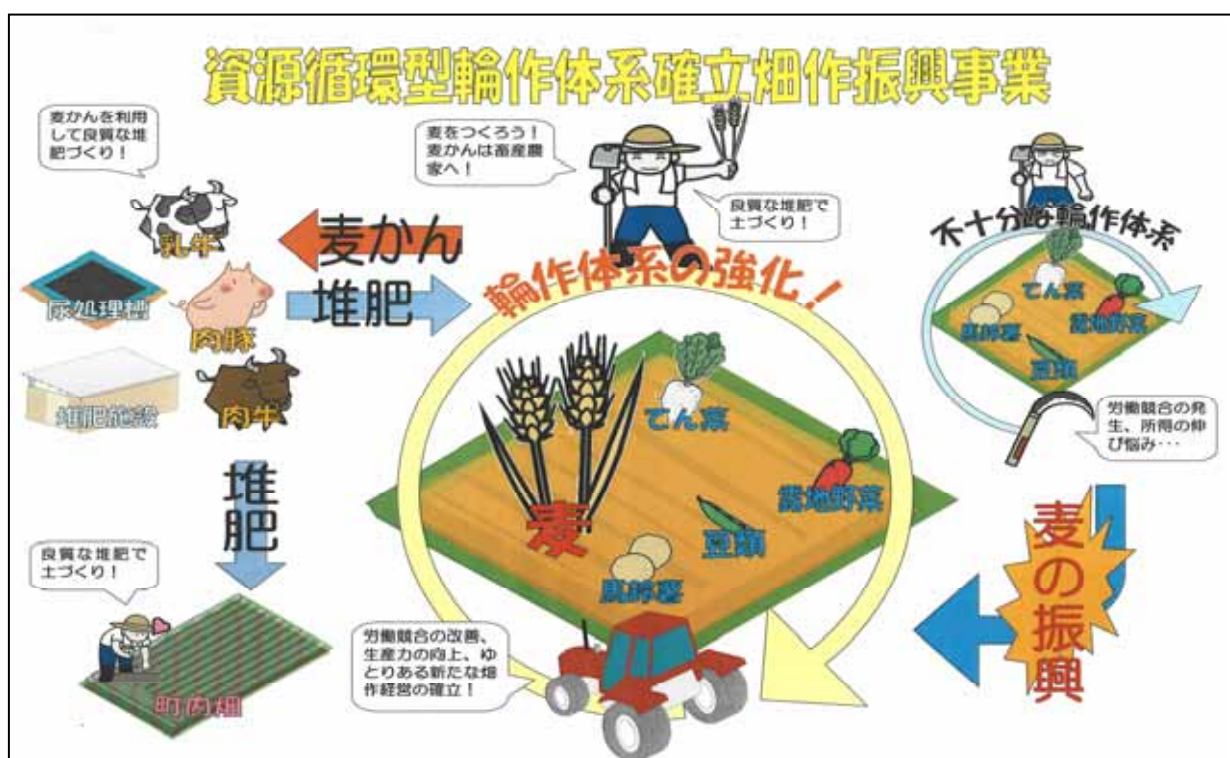 資源循環型輪作体系確立畑作振興事業
麦かんを利用
して良質な堆
肥づくり！
麦をつくろう！
麦かんは畜産農
家へ！
良質な堆肥で
土づくり！
乳牛
尿処理槽
肉豚
堆肥施設
肉牛
麦かん
堆肥
輪作体系の強化！
てん菜
露地野菜
豆類
馬鈴薯
麦
不十分な輪作体系
てん菜
露地野菜
馬鈴薯
豆類
労働競合の発
生、所得の伸
び悩み・・・
麦の振興
堆肥
良質な堆肥で
土づくり！
町内畑
労働競合の改善、
生産力の向上、ゆ
とりある新たな畑
作経営の確立！